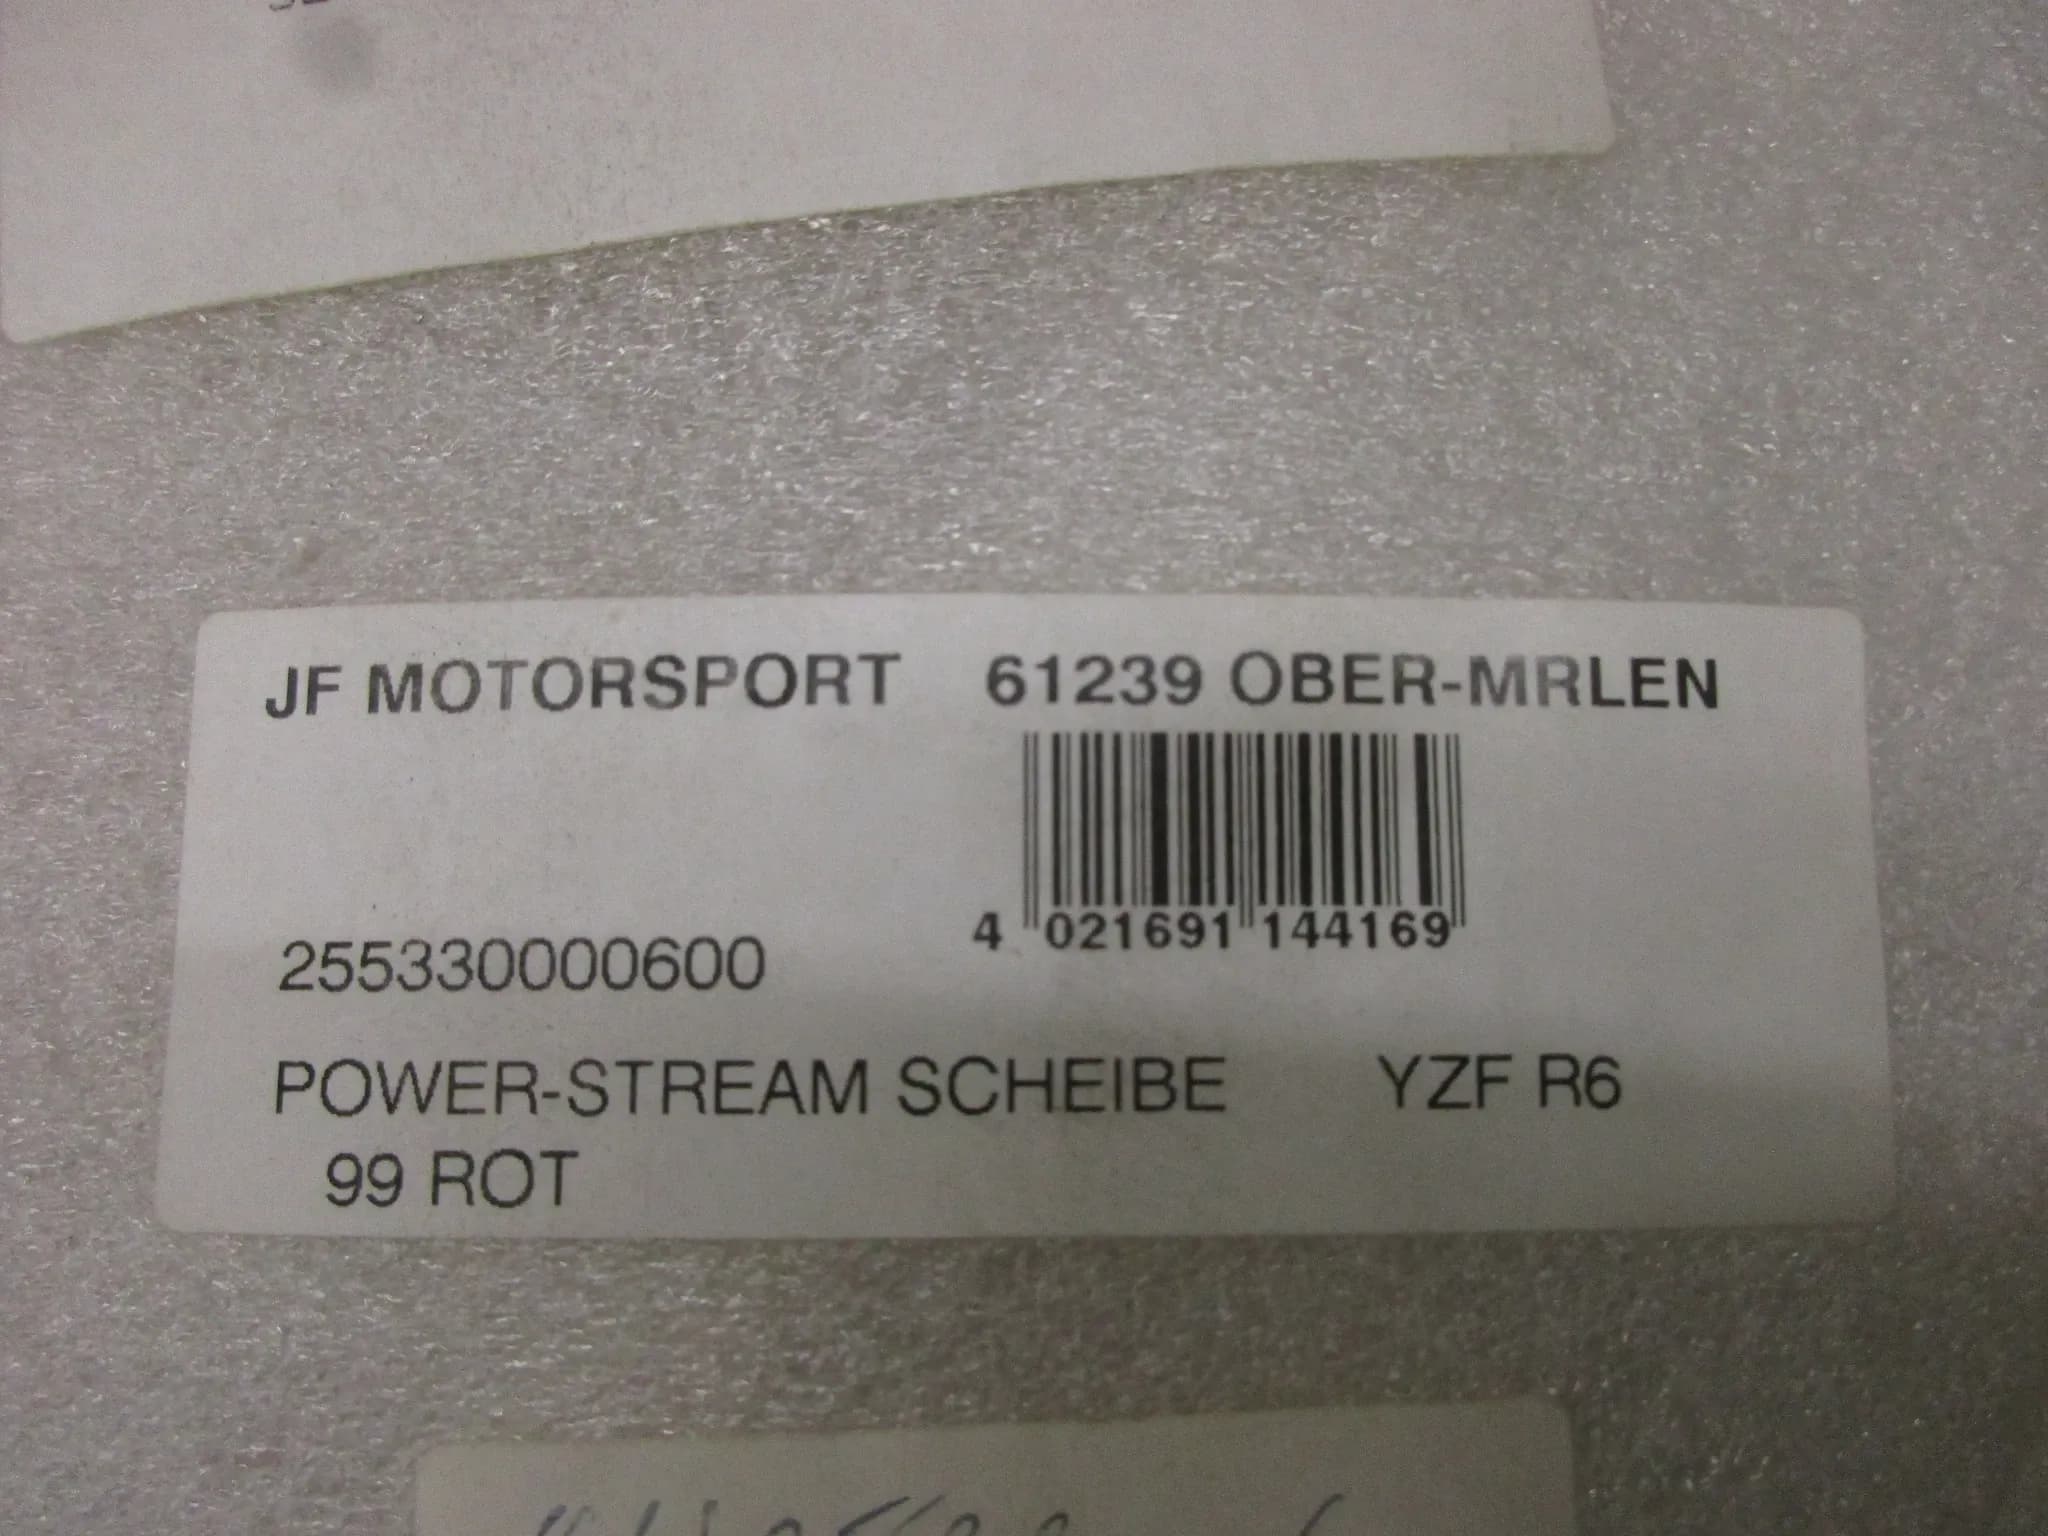 JF MOTORSPORT 61239 OBER-MRLEN
4 021691 144169
255330000600
POWER-STREAM SCHEIBE YZF R6
99 ROT